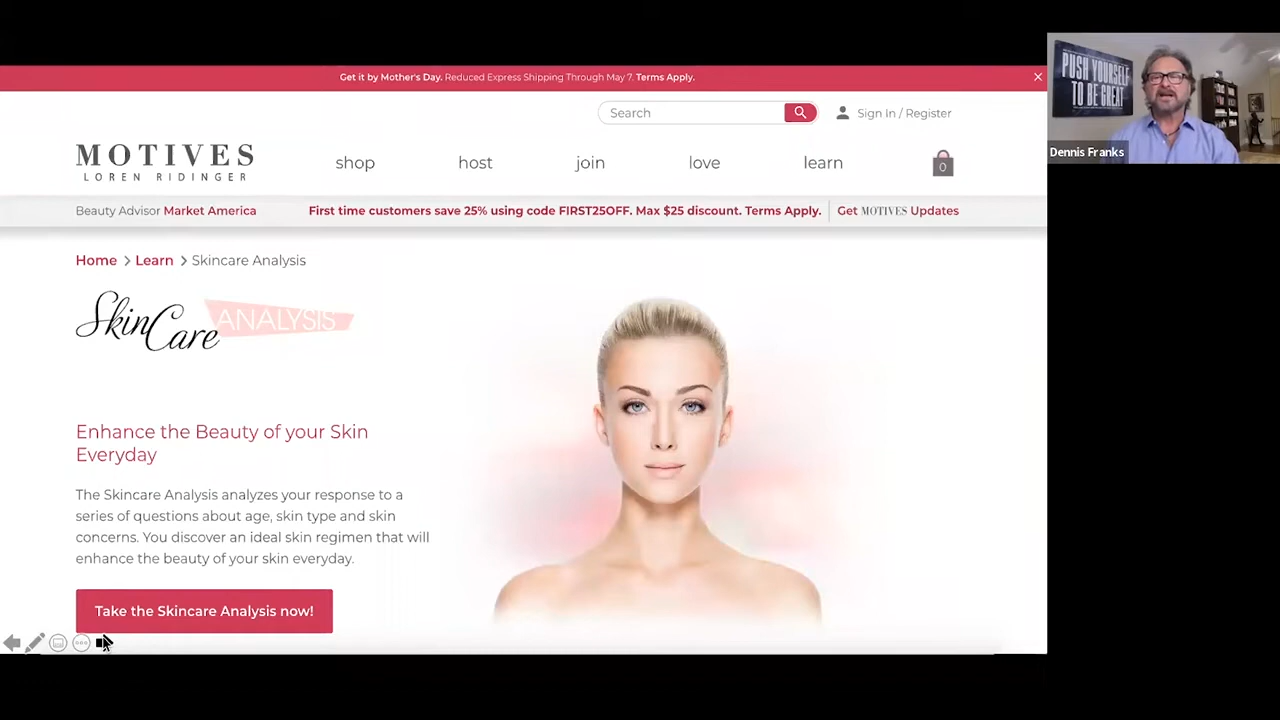 Get it by Mother's Day. Reduced Express Shipping Through May 7. Terms Apply.
Search
Sign In / Register
MOTIVES
LOREN RIDINGER
shop
host
join
love
learn
0
Beauty Advisor Market America
First time customers save 25% using code FIRST25OFF. Max $25 discount. Terms Apply.
Get MOTIVES Updates
Home > Learn > Skincare Analysis
SkinCare ANALYSIS
Enhance the Beauty of your Skin
Everyday
The Skincare Analysis analyzes your response to a
series of questions about age, skin type and skin
concerns. You discover an ideal skin regimen that will
enhance the beauty of your skin everyday.
Take the Skincare Analysis now!
PUSH YOURSELF
TO BE GREAT
Dennis Franks